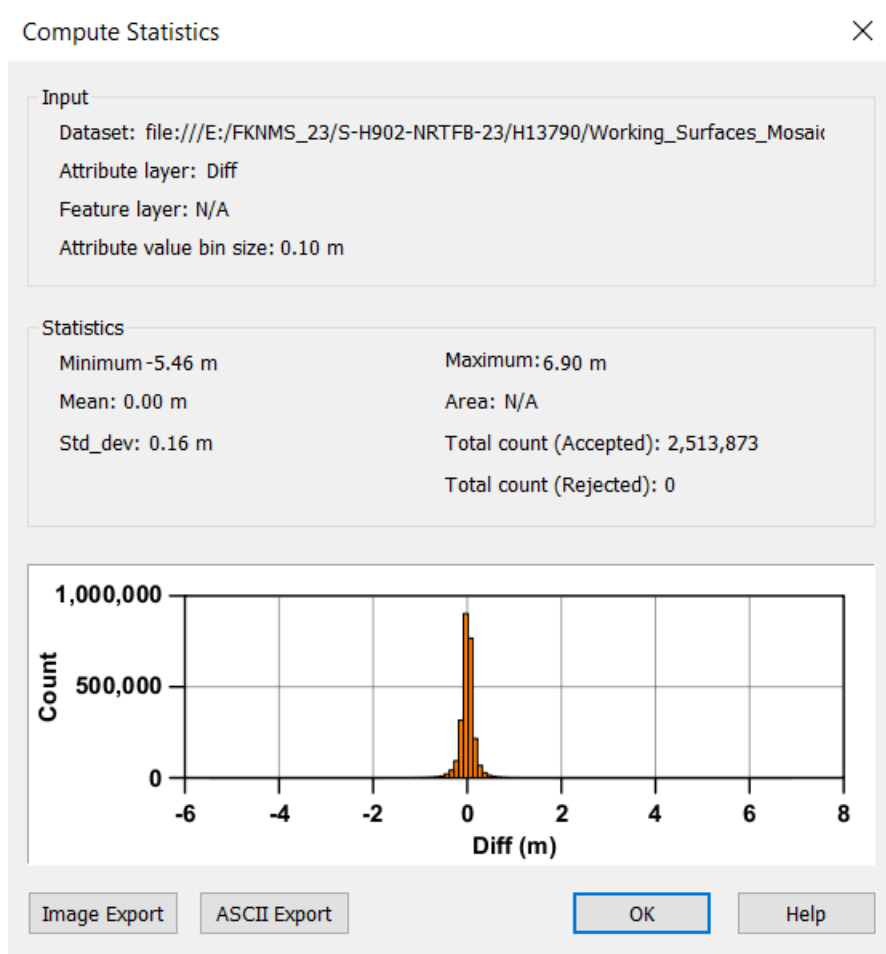 Compute Statistics
Input
Dataset: file:///E:/FKNMS_23/S-H902-NRTFB-23/H13790/Working_Surfaces_Mosaic
Attribute layer: Diff
Feature layer: N/A
Attribute value bin size: 0.10 m
Statistics
Minimum -5.46 m
Maximum: 6.90 m
Mean: 0.00 m
Area: N/A
Std_dev: 0.16 m
Total count (Accepted): 2,513,873
Total count (Rejected): 0
1,000,000
500,000
0
Count
-6 -4 -2 0 2 4 6 8
Diff (m)
Image Export
ASCII Export
OK
Help